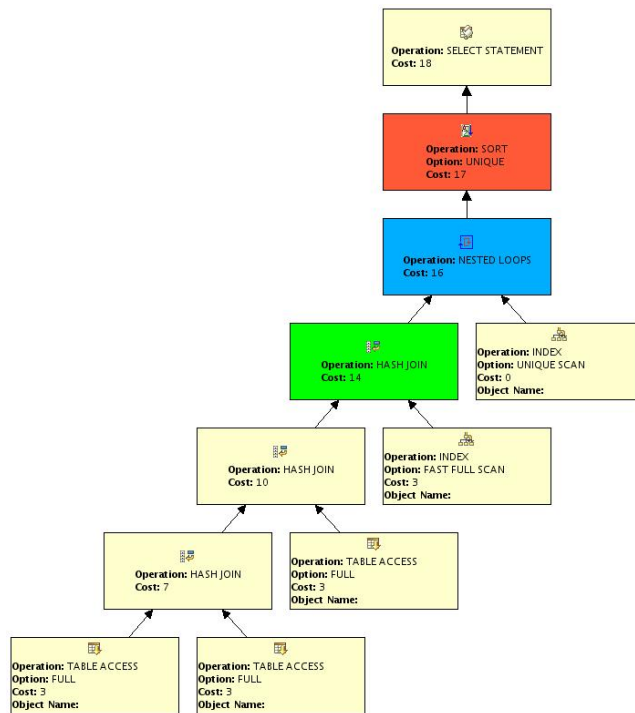 Operation: SELECT STATEMENT
Cost: 18
Operation: SORT
Option: UNIQUE
Cost: 17
Operation: NESTED LOOPS
Cost: 16
Operation: HASH JOIN
Cost: 14
Operation: INDEX
Option: UNIQUE SCAN
Cost: 0
Object Name:
Operation: HASH JOIN
Cost: 10
Operation: INDEX
Option: FAST FULL SCAN
Cost: 3
Object Name:
Operation: HASH JOIN
Cost: 7
Operation: TABLE ACCESS
Option: FULL
Cost: 3
Object Name:
Operation: TABLE ACCESS
Option: FULL
Cost: 3
Object Name:
Operation: TABLE ACCESS
Option: FULL
Cost: 3
Object Name: